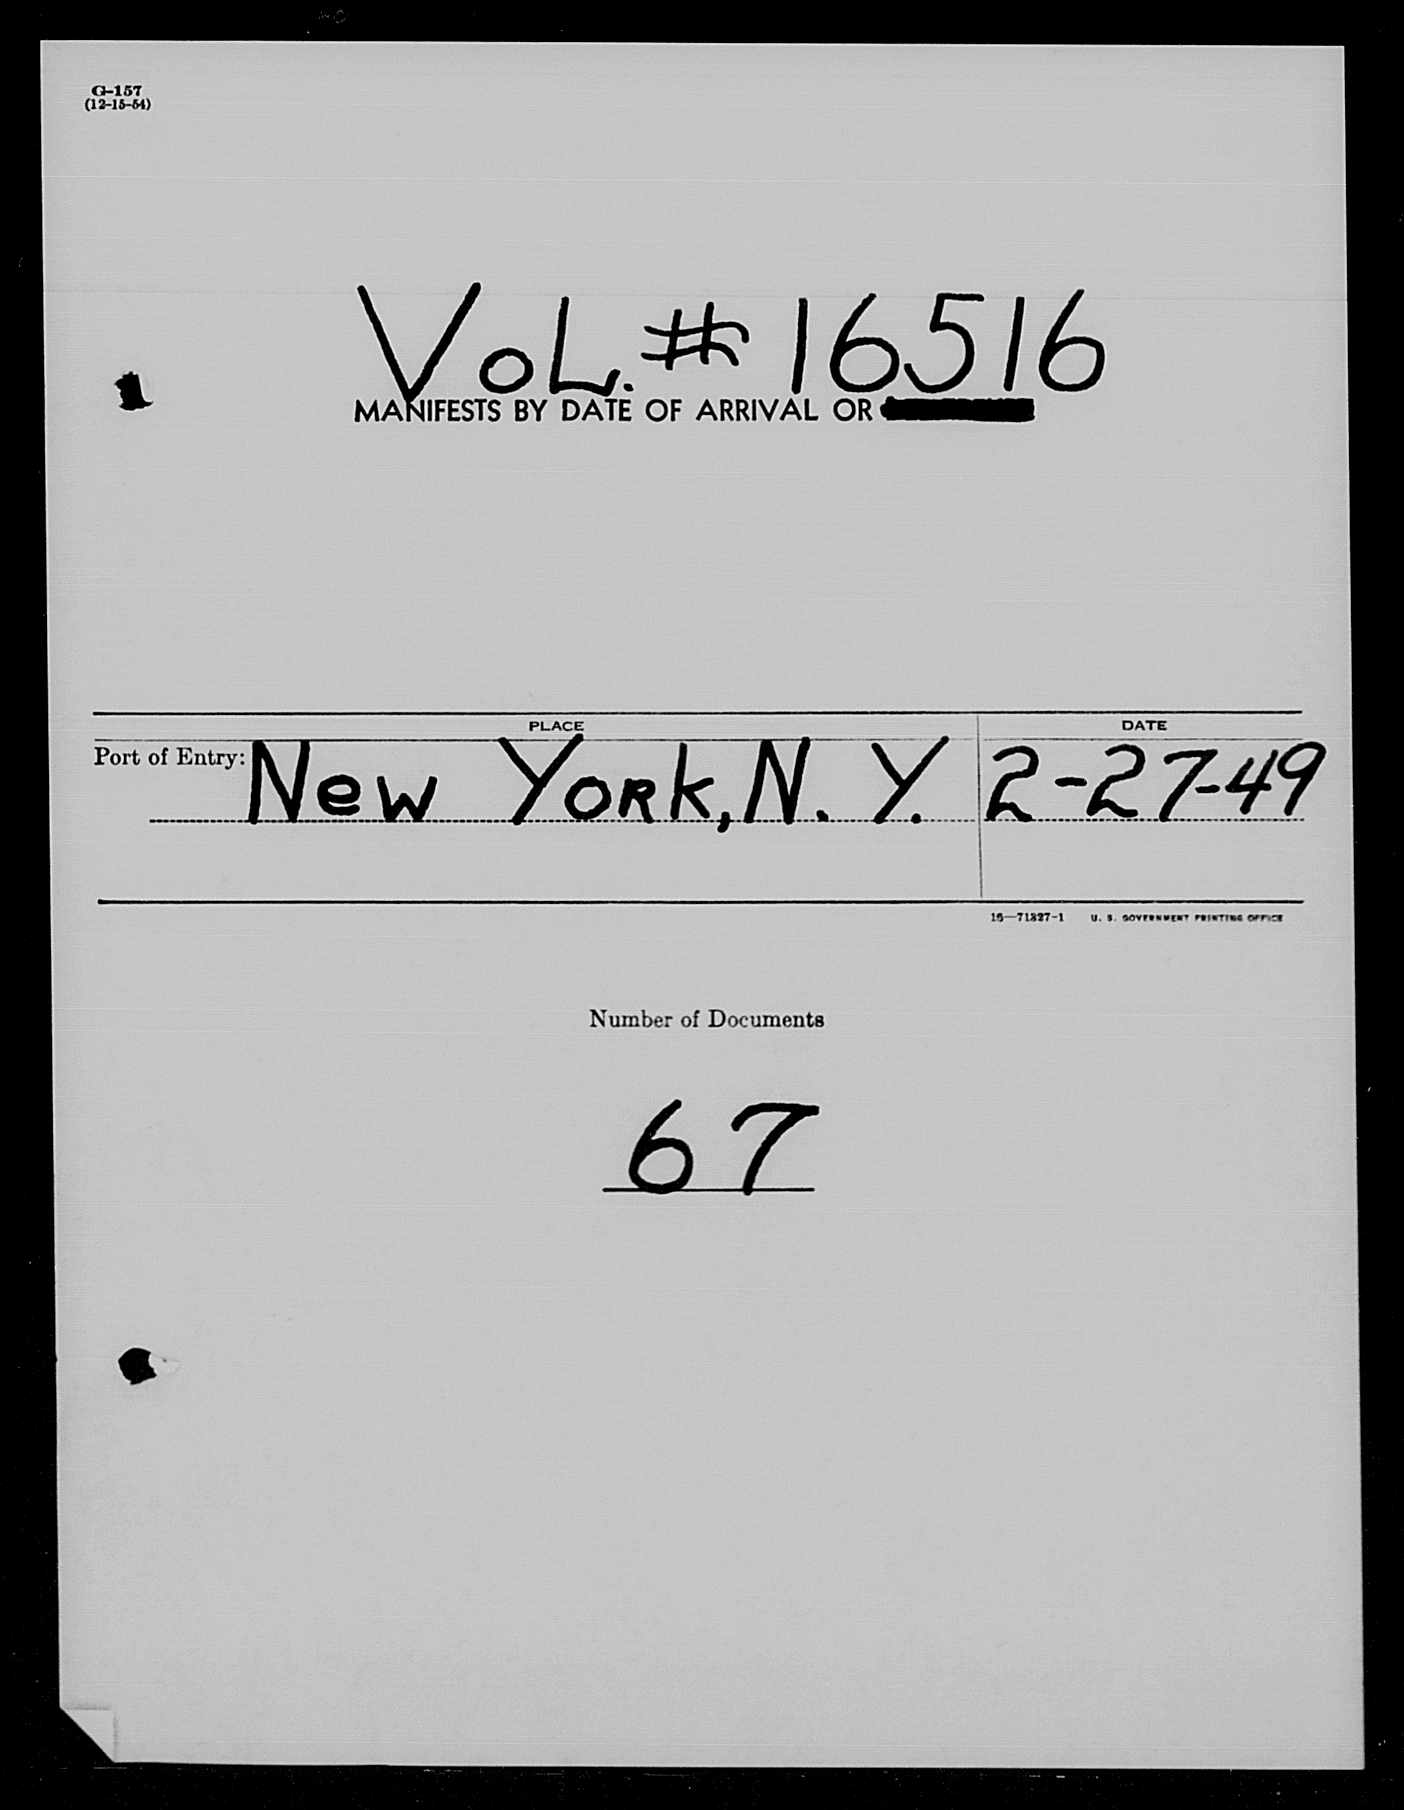 G-157
(12-15-54)
VOL. # 16516
MANIFESTS BY DATE OF ARRIVAL OR
PLACE
DATE
Port of Entry: New York, N. Y. 2-27-49
16—71327-1 U. S. GOVERNMENT PRINTING OFFICE
Number of Documents
67